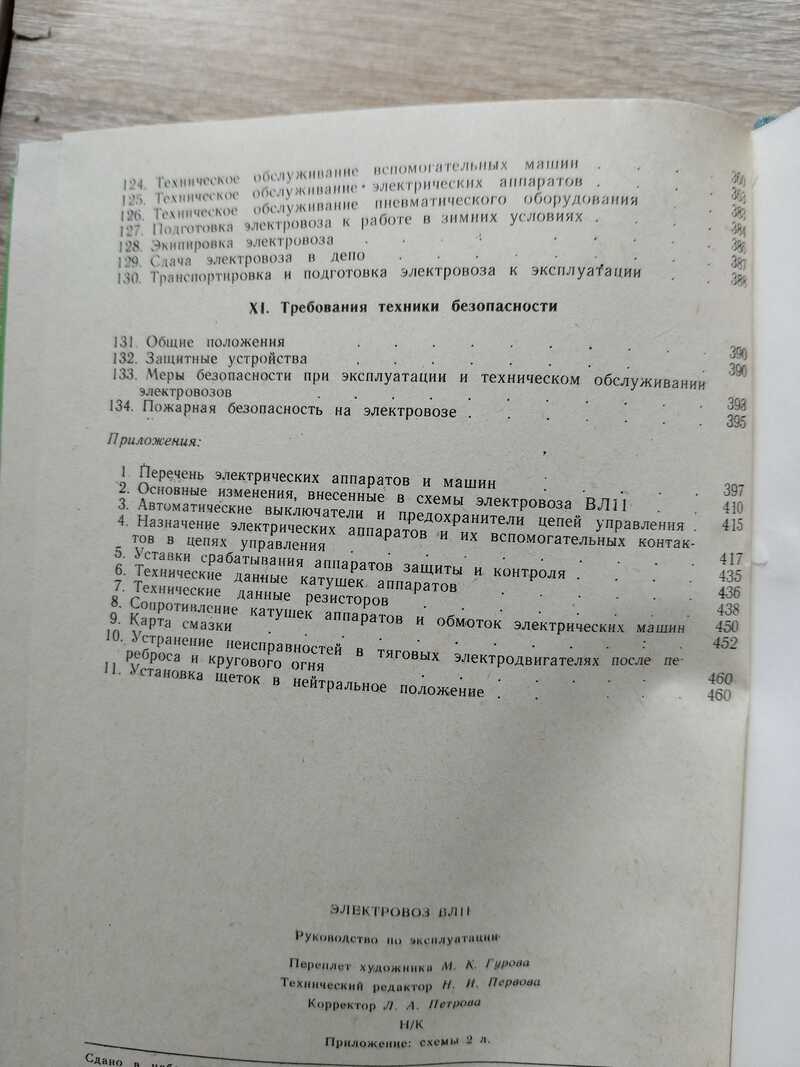 124. Техническое обслуживание вспомогательных машин . . .
125. Техническое обслуживание электрических аппаратов . . .
126. Техническое обслуживание пневматического оборудования
127. Подготовка электровоза к работе в зимних условиях . . . 384
128. Экипировка электровоза . . . 386
129. Сдача электровоза в депо . . . 387
130. Транспортировка и подготовка электровоза к эксплуатации . . 388
XI. Требования техники безопасности
131. Общие положения . . . 390
132. Защитные устройства . . . 390
133. Меры безопасности при эксплуатации и техническом обслуживании
электровозов . . . 393
134. Пожарная безопасность на электровозе . . . 395
Приложения:
1 Перечень электрических аппаратов и машин . . . 397
2. Основные изменения, внесенные в схемы электровоза ВЛ11 . . 410
3. Автоматические выключатели и предохранители цепей управления . 415
4. Назначение электрических аппаратов и их вспомогательных контак-
тов в цепях управления . . . 417
5. Уставки срабатывания аппаратов защиты и контроля . . . 435
6. Технические данные катушек аппаратов . . . 436
7. Технические данные резисторов . . . 438
8. Сопротивление катушек аппаратов и обмоток электрических машин 450
9. Карта смазки . . . 452
10. Устранение неисправностей в тяговых электродвигателях после пе-
реброса и кругового огня . . . 460
11. Установка щеток в нейтральное положение . . . 460
ЭЛЕКТРОВОЗ ВЛ11
Руководство по эксплуатации
Переплет художника М. К. Гурова
Технический редактор Н. И. Первова
Корректор Л. А. Петрова
Н/К
Приложение: схемы 2 л.
Сдано в